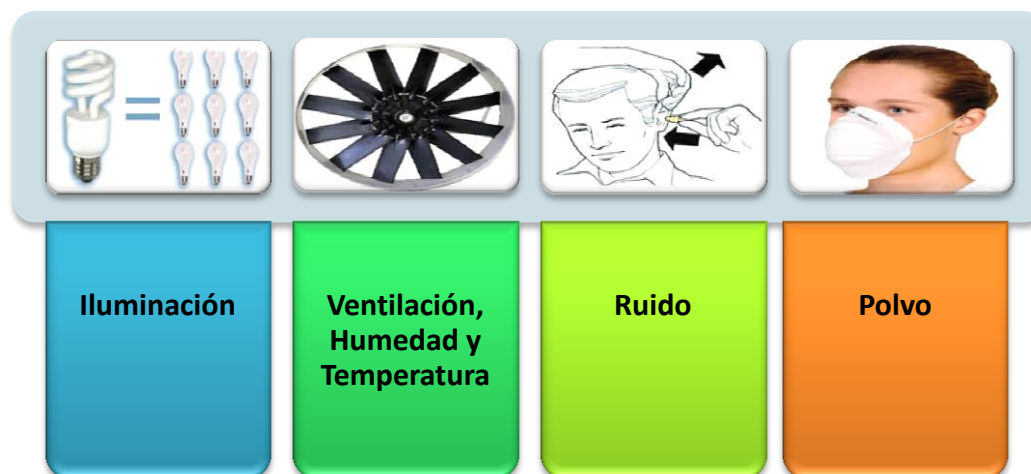 Iluminación
Ventilación,
Humedad y
Temperatura
Ruido
Polvo